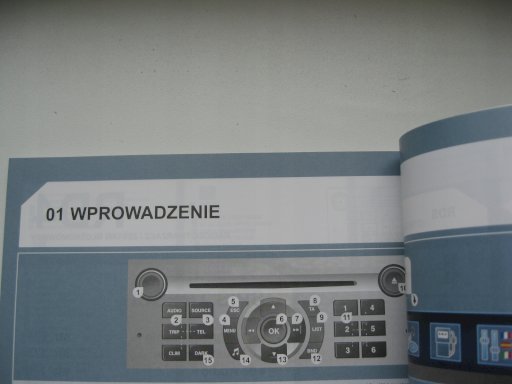 01 WPROWADZENIE
1
5
8
10
AUDIO SOURCE ESC TA 1 4
2 3 4 6 7 9 11
TRIP TEL MENU OK LIST 2 5
CLIM DARK BND 3 6
15 14 13 12